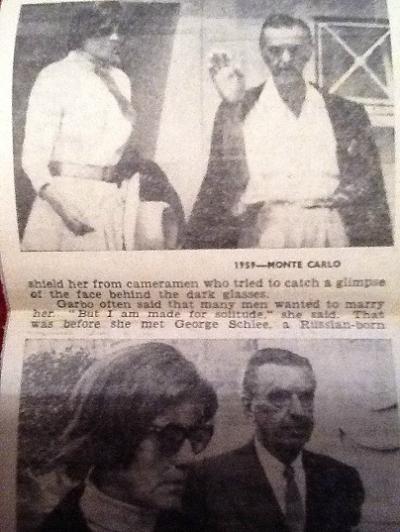 1959—MONTE CARLO
shield her from cameramen who tried to catch a glimpse
of the face behind the dark glasses.
Garbo often said that many men wanted to marry
her. "But I am made for solitude," she said. That
was before she met George Schlee, a Russian-born